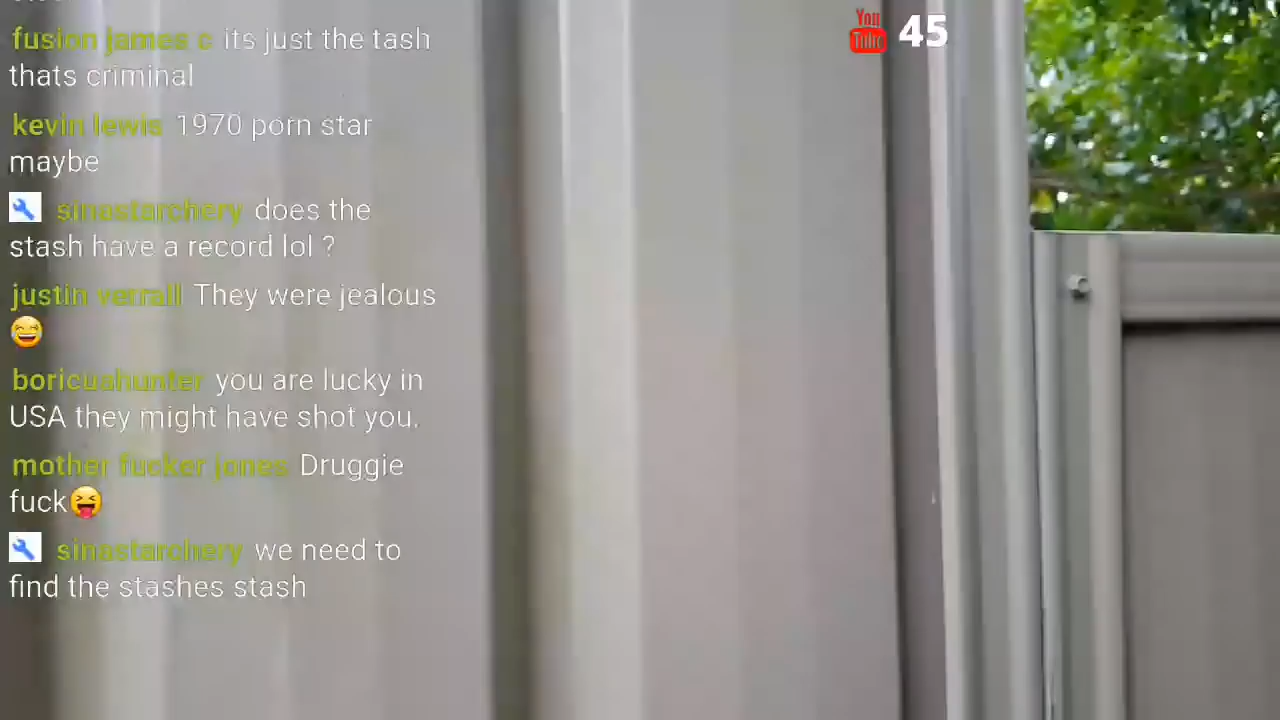 fusion james c its just the tash
thats criminal
You
Tube 45
kevin lewis 1970 porn star
maybe
sinastarchery does the
stash have a record lol ?
justin verrall They were jealous
😄
boricuahunter you are lucky in
USA they might have shot you.
mother fucker jones Druggie
fuck😝
sinastarchery we need to
find the stashes stash